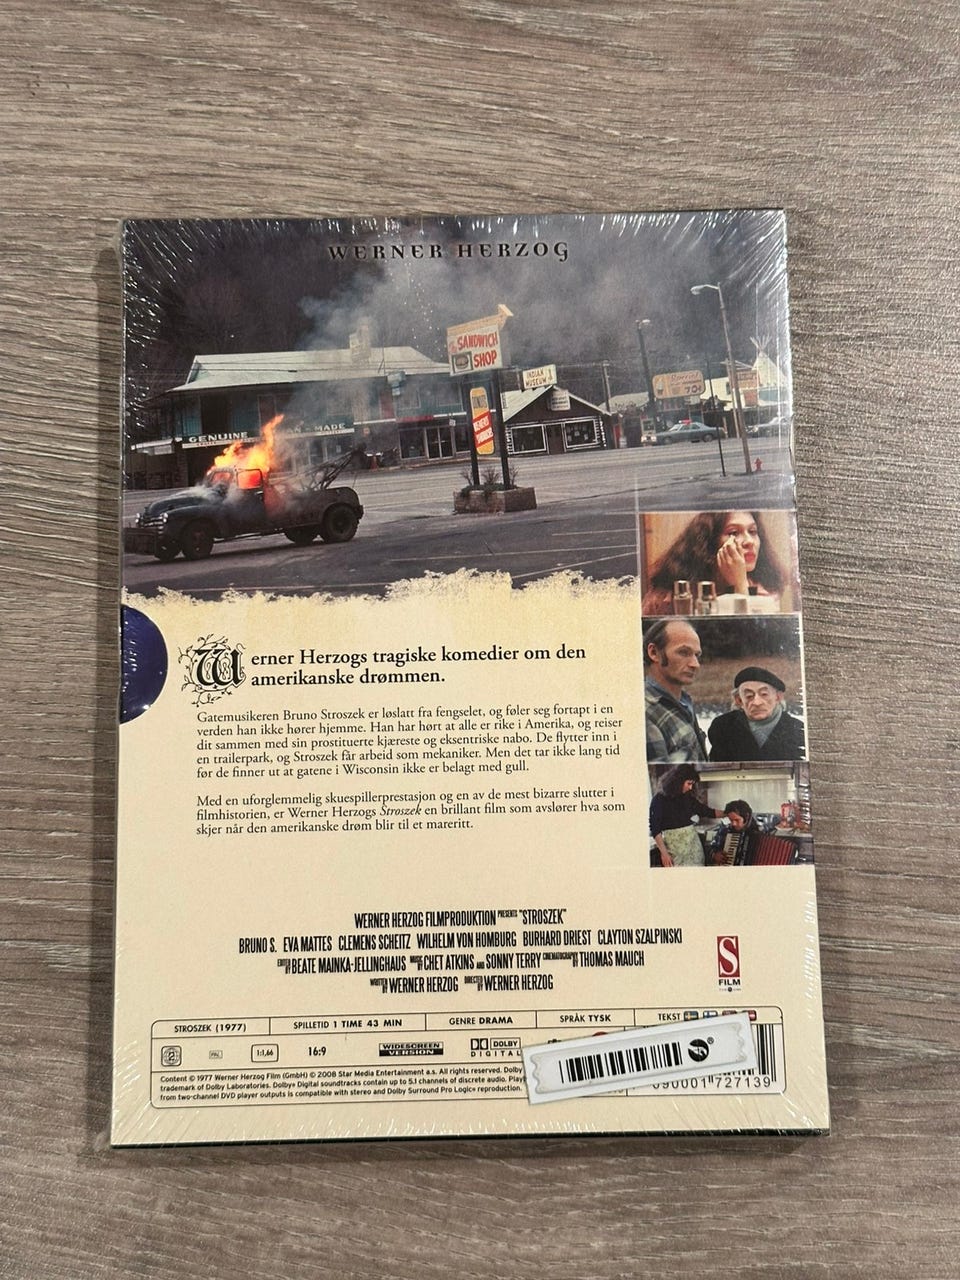 WERNER HERZOG
SANDWICH
SHOP
INDIAN
MUSEUM
GENUINE
MADE
Werner Herzogs tragiske komedier om den
amerikanske drømmen.
Gatemusikeren Bruno Stroszek er løslatt fra fengselet, og føler seg fortapt i en
verden han ikke hører hjemme. Han har hørt at alle er rike i Amerika, og reiser
dit sammen med sin prostituerte kjæreste og eksentriske nabo. De flytter inn i
en trailerpark, og Stroszek får arbeid som mekaniker. Men det tar ikke lang tid
før de finner ut at gatene i Wisconsin ikke er belagt med gull.
Med en uforglemmelig skuespillerprestasjon og en av de mest bizarre slutter i
filmhistorien, er Werner Herzogs Stroszek en brillant film som avslører hva som
skjer når den amerikanske drøm blir til et mareritt.
WERNER HERZOG FILMPRODUKTION PRESENTS "STROSZEK"
BRUNO S. EVA MATTES CLEMENS SCHEITZ WILHELM VON HOMBURG BURHARD DRIEST CLAYTON SZALPINSKI
EDITED BY BEATE MAINKA-JELLINGHAUS MUSIC BY CHET ATKINS AND SONNY TERRY CINEMATOGRAPHY BY THOMAS MAUCH
WRITTEN BY WERNER HERZOG DIRECTED BY WERNER HERZOG
S
FILM
STROSZEK (1977) SPILLETID 1 TIME 43 MIN GENRE DRAMA SPRÅK TYSK TEKST
2 PAL 1:1,66 16:9 WIDESCREEN VERSION DOLBY DIGITAL
Content © 1977 Werner Herzog Film (GmbH) © 2008 Star Media Entertainment a.s. All rights reserved. Dolby
trademark of Dolby Laboratories. Dolby® Digital soundtracks contain up to 5.1 channels of discrete audio. Play
from two-channel DVD player outputs is compatible with stereo and Dolby Surround Pro Logic® reproduction.
090001 727139